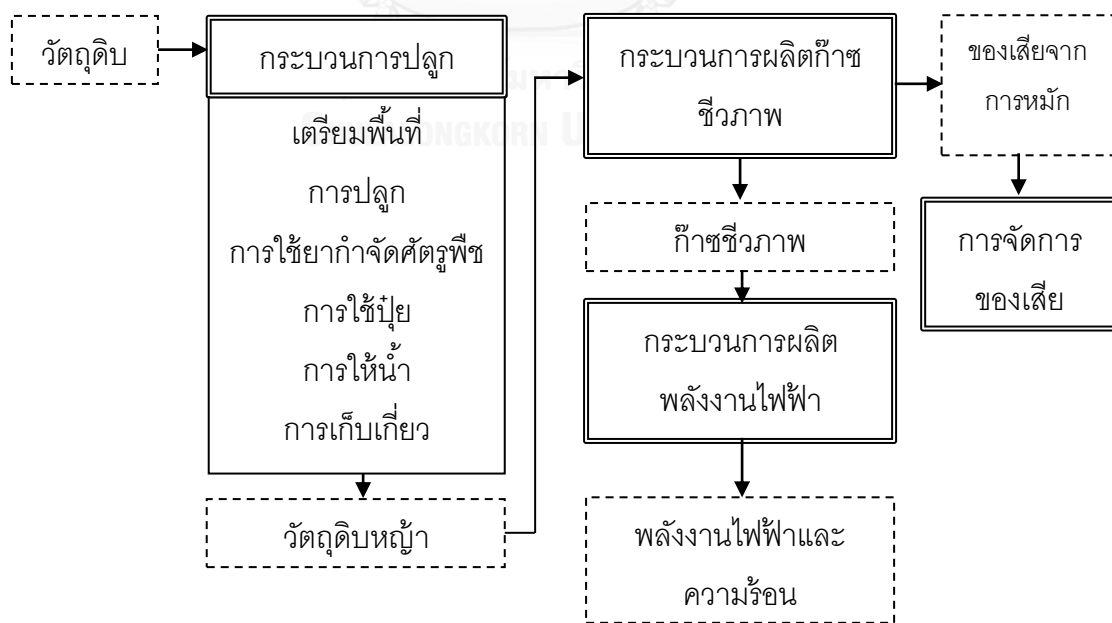 วัตถุดิบ
กระบวนการปลูก
เตรียมพื้นที่
การปลูก
การใช้ยากำจัดศัตรูพืช
การใช้ปุ๋ย
การให้น้ำ
การเก็บเกี่ยว
วัตถุดิบหญ้า
กระบวนการผลิตก๊าซ
ชีวภาพ
ก๊าซชีวภาพ
กระบวนการผลิต
พลังงานไฟฟ้า
พลังงานไฟฟ้าและ
ความร้อน
ของเสียจาก
การหมัก
การจัดการ
ของเสีย